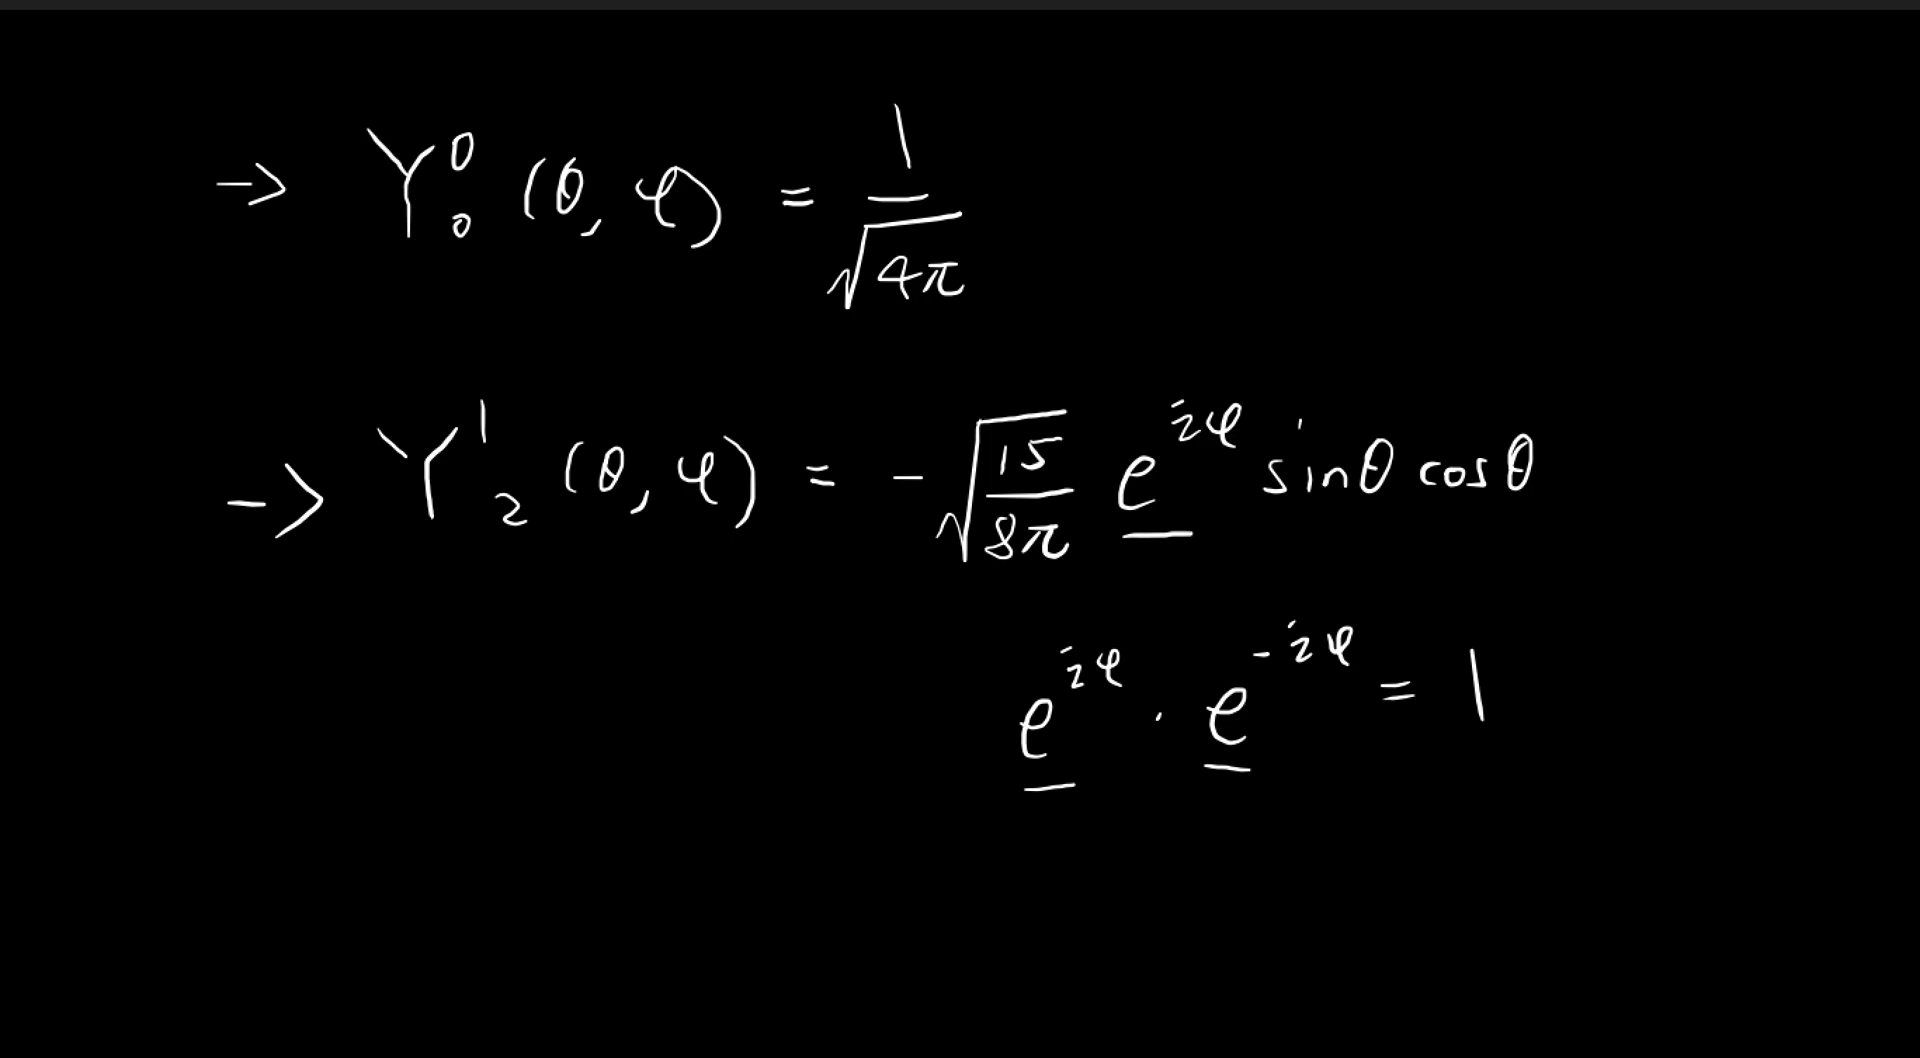 → Y₀⁰ (θ, φ) = 1/√(4π)
→ Y₂¹ (θ, φ) = -√(15/8π) e^{iφ} sinθ cosθ
e^{iφ} · e^{-iφ} = 1